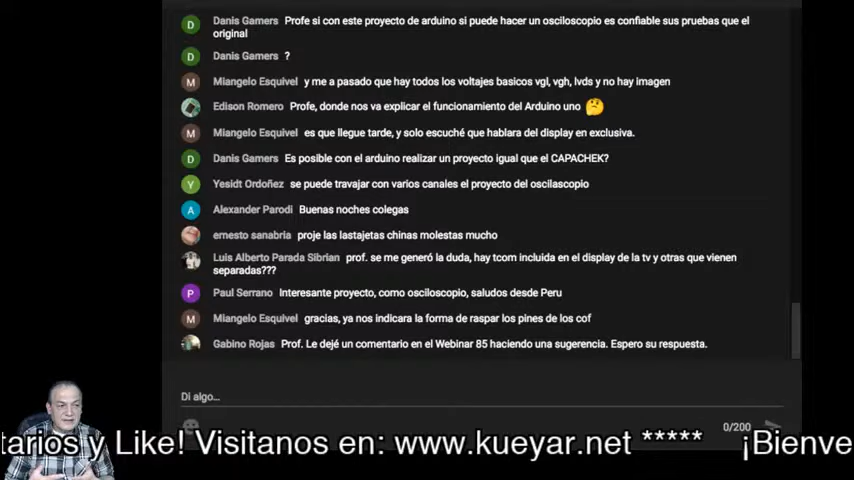 Danis Gamers Profe si con este proyecto de arduino si puede hacer un osciloscopio es confiable sus pruebas que el
original
Danis Gamers ?
Miangelo Esquivel y me a pasado que hay todos los voltajes basicos vgl, vgh, lvds y no hay imagen
Edison Romero Profe, donde nos va explicar el funcionamiento del Arduino uno 🤔
Miangelo Esquivel es que llegue tarde, y solo escuché que hablara del display en exclusiva.
Danis Gamers Es posible con el arduino realizar un proyecto igual que el CAPACHEK?
Yesidt Ordoñez se puede travajar con varios canales el proyecto del oscilascopio
Alexander Parodi Buenas noches colegas
ernesto sanabria proje las lastajetas chinas molestas mucho
Luis Alberto Parada Sibrian prof. se me generó la duda, hay tcom incluida en el display de la tv y otras que vienen
separadas???
Paul Serrano Interesante proyecto, como osciloscopio, saludos desde Peru
Miangelo Esquivel gracias, ya nos indicara la forma de raspar los pines de los cof
Gabino Rojas Prof. Le dejé un comentario en el Webinar 85 haciendo una sugerencia. Espero su respuesta.
Di algo...
0/200
tarios y Like! Visitanos en: www.kueyar.net ***** ¡Bienve